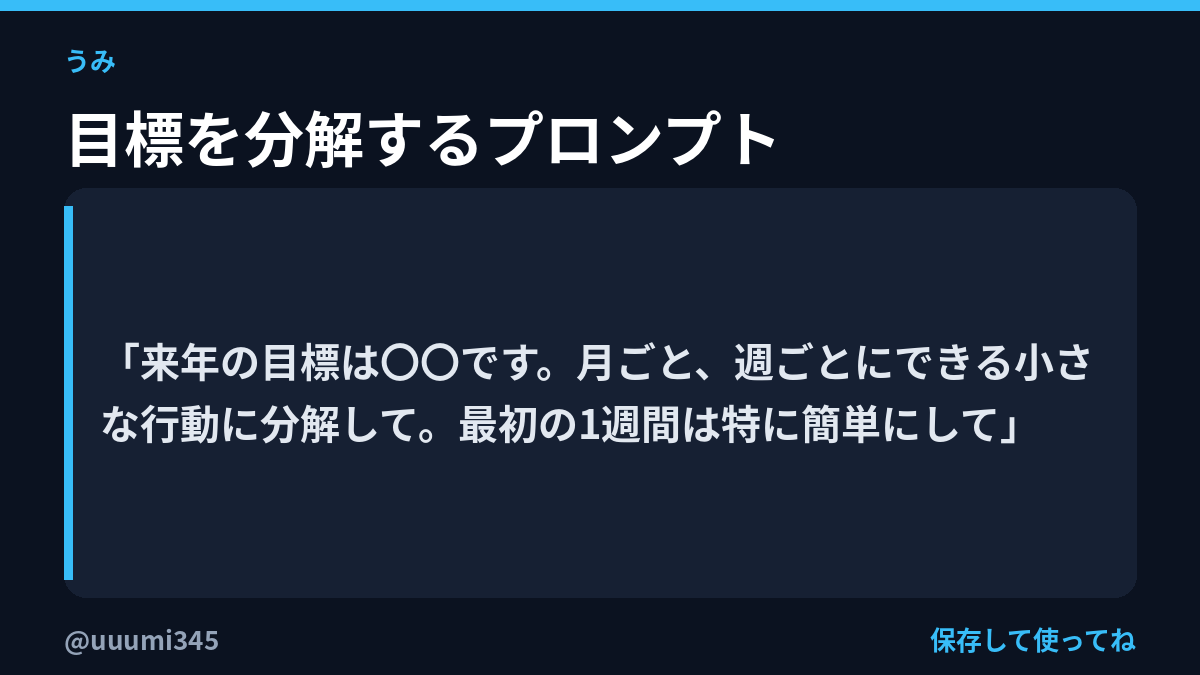 うみ
目標を分解するプロンプト
「来年の目標は〇〇です。月ごと、週ごとにできる小さ
な行動に分解して。最初の1週間は特に簡単にして」
@uuumi345
保存して使ってね